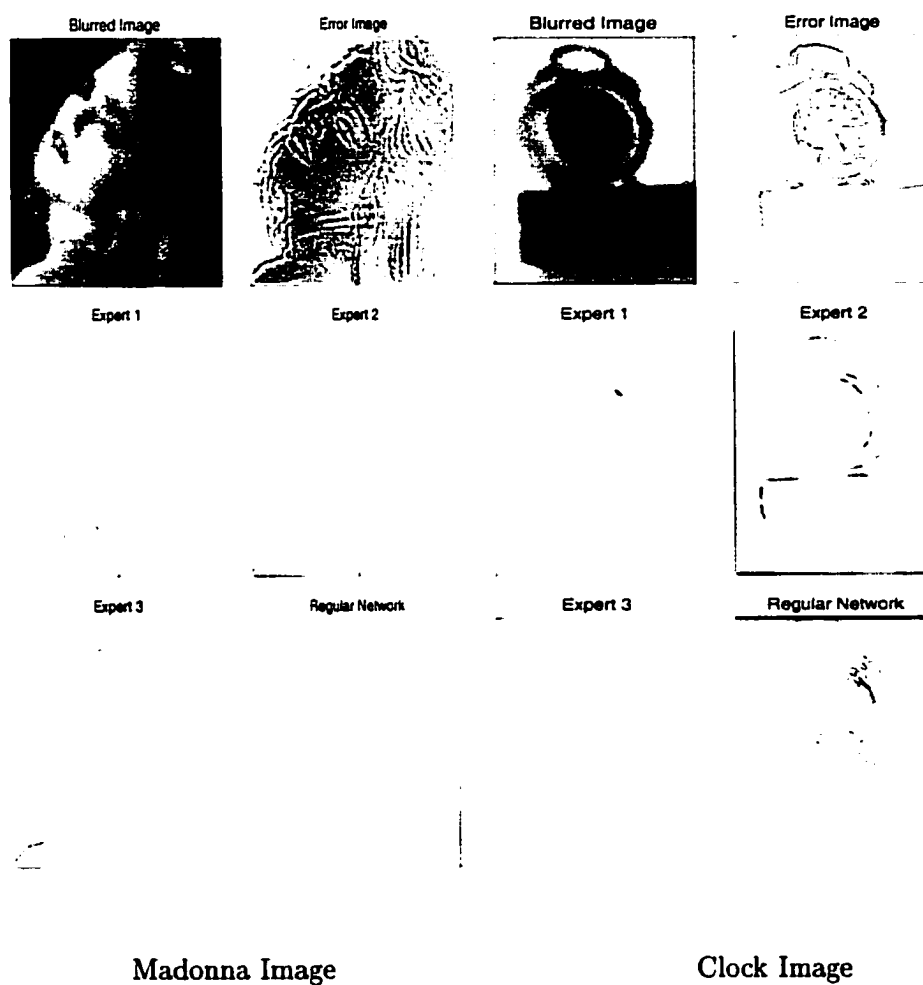 Blurred Image Error Image Blurred Image Error Image
Expert 1 Expert 2 Expert 1 Expert 2
Expert 3 Regular Network Expert 3 Regular Network
Madonna Image Clock Image